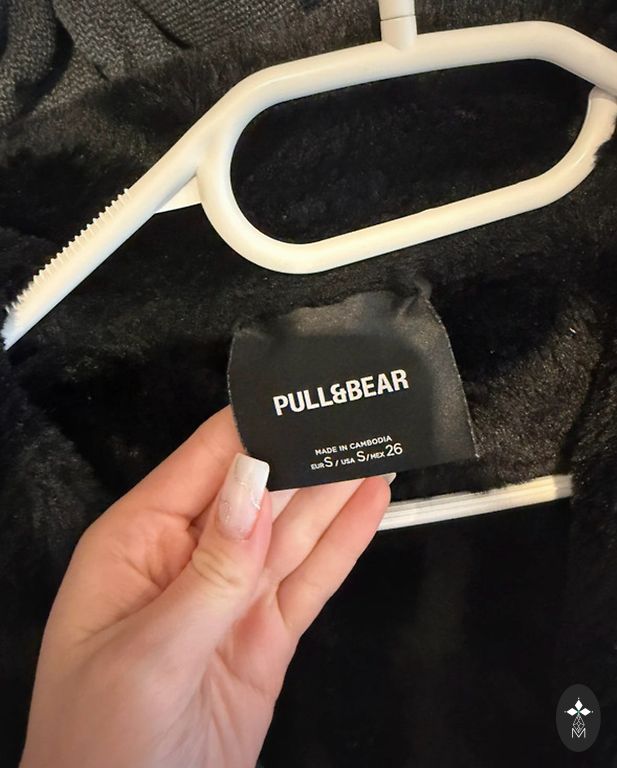 PULL&BEAR
MADE IN CAMBODIA
EUR S / USA S / MEX 26
M